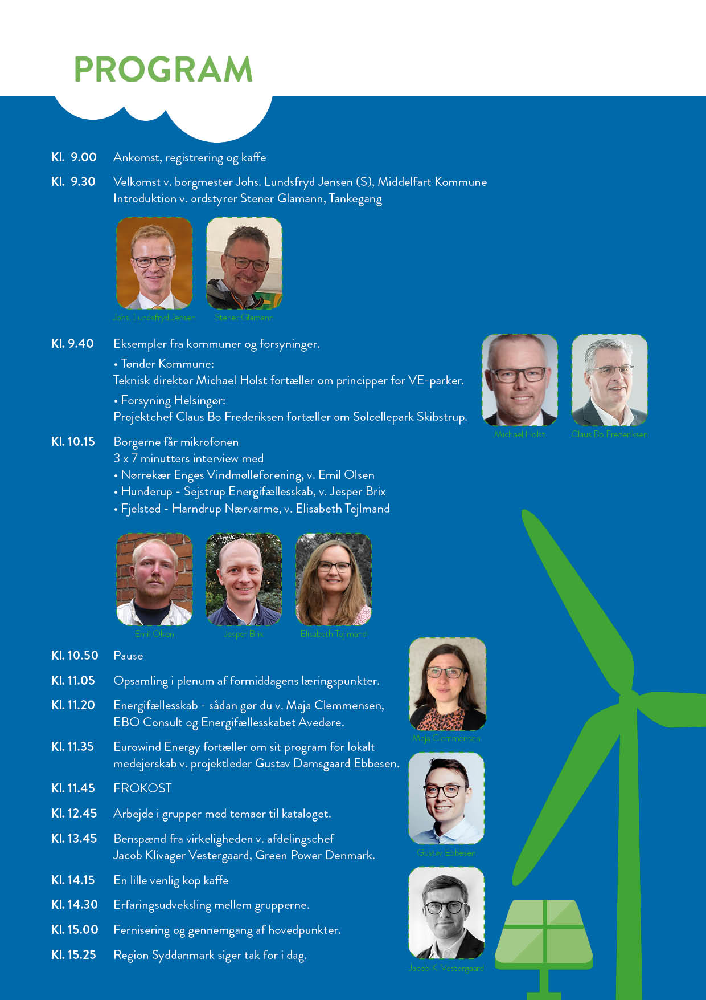 PROGRAM
Kl. 9.00 Ankomst, registrering og kaffe
Kl. 9.30 Velkomst v. borgmester Johs. Lundsfryd Jensen (S), Middelfart Kommune
Introduktion v. ordstyrer Stener Glamann, Tankegang
Johs. Lundsfryd Jensen Stener Glamann
Kl. 9.40 Eksempler fra kommuner og forsyninger.
• Tønder Kommune:
Teknisk direktør Michael Holst fortæller om principper for VE-parker.
• Forsyning Helsingør:
Projektchef Claus Bo Frederiksen fortæller om Solcellepark Skibstrup.
Michael Holst Claus Bo Frederiksen
Kl. 10.15 Borgerne får mikrofonen
3 x 7 minutters interview med
• Nørrekær Enges Vindmølleforening, v. Emil Olsen
• Hunderup - Sejstrup Energifællesskab, v. Jesper Brix
• Fjelsted - Harndrup Nærvarme, v. Elisabeth Tejlmand
Emil Olsen Jesper Brix Elisabeth Tejlmand
Kl. 10.50 Pause
Kl. 11.05 Opsamling i plenum af formiddagens læringspunkter.
Kl. 11.20 Energifællesskab - sådan gør du v. Maja Clemmensen,
EBO Consult og Energifællesskabet Avedøre.
Maja Clemmensen
Kl. 11.35 Eurowind Energy fortæller om sit program for lokalt
medejerskab v. projektleder Gustav Damsgaard Ebbesen.
Kl. 11.45 FROKOST
Kl. 12.45 Arbejde i grupper med temaer til kataloget.
Kl. 13.45 Benspænd fra virkeligheden v. afdelingschef
Jacob Klivager Vestergaard, Green Power Denmark.
Gustav Ebbesen
Kl. 14.15 En lille venlig kop kaffe
Kl. 14.30 Erfaringsudveksling mellem grupperne.
Kl. 15.00 Fernisering og gennemgang af hovedpunkter.
Kl. 15.25 Region Syddanmark siger tak for i dag.
Jacob K. Vestergaard